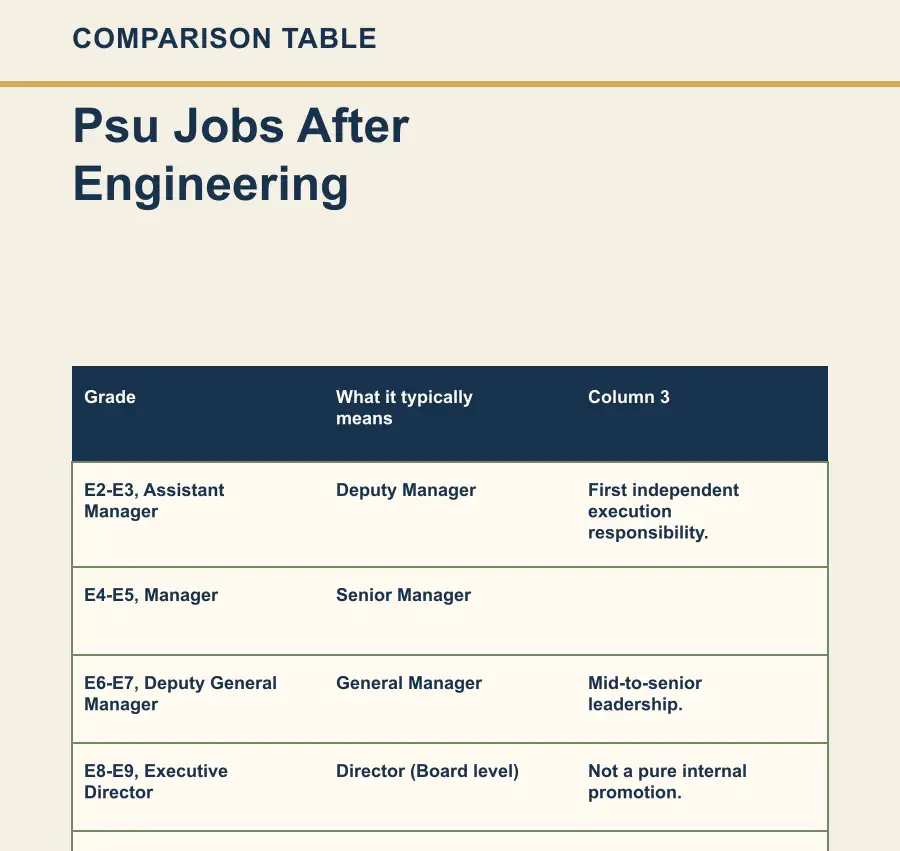 COMPARISON TABLE
Psu Jobs After
Engineering
Grade
What it typically
means
Column 3
E2-E3, Assistant
Manager
Deputy Manager
First independent
execution
responsibility.
E4-E5, Manager
Senior Manager
E6-E7, Deputy General
Manager
General Manager
Mid-to-senior
leadership.
E8-E9, Executive
Director
Director (Board level)
Not a pure internal
promotion.